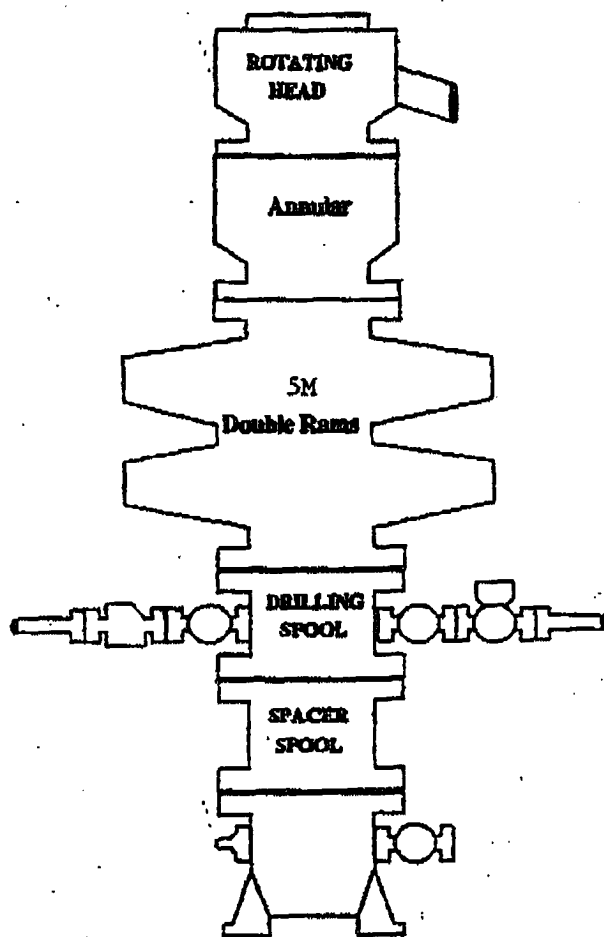 ROTATING
HEAD
Annular
5M
Double Rams
DRILLING
SPOOL
SPACER
SPOOL